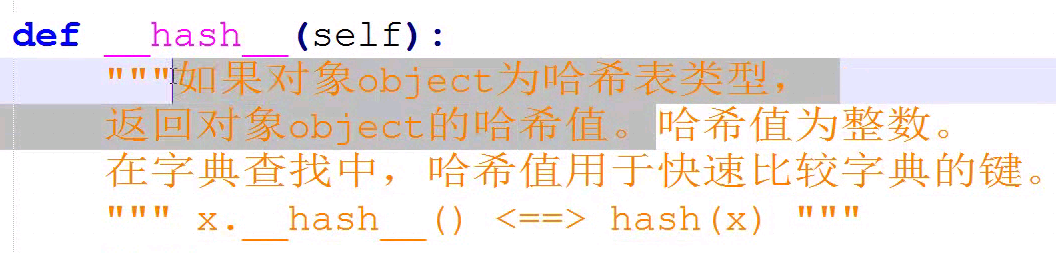 def __hash__(self):
"""如果对象object为哈希表类型,
返回对象object的哈希值。哈希值为整数。
在字典查找中，哈希值用于快速比较字典的键。
""" x.__hash__() <==> hash(x) """